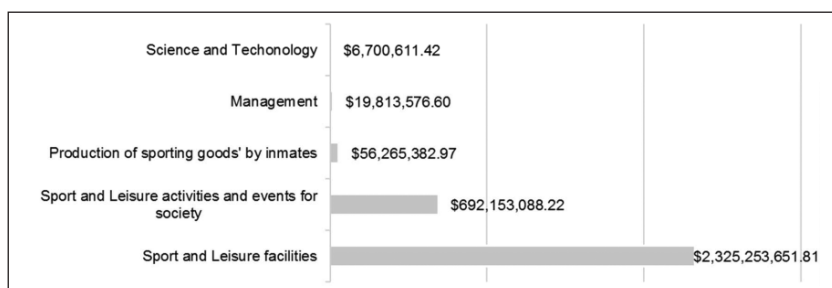 Science and Techonology
$6,700,611.42
Management
$19,813,576.60
Production of sporting goods' by inmates
$56,265,382.97
Sport and Leisure activities and events for
society
$692,153,088.22
Sport and Leisure facilities
$2,325,253,651.81